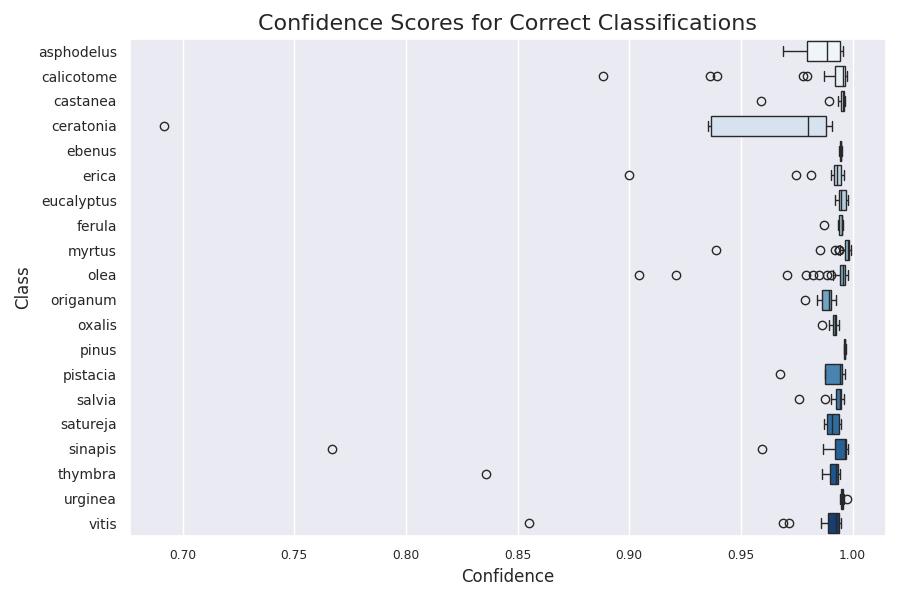 Confidence Scores for Correct Classifications
asphodelus
calicotome
castanea
ceratonia
ebenus
erica
eucalyptus
ferula
myrtus
olea
origanum
oxalis
pinus
pistacia
salvia
satureja
sinapis
thymbra
urginea
vitis
Class
0.70 0.75 0.80 0.85 0.90 0.95 1.00
Confidence